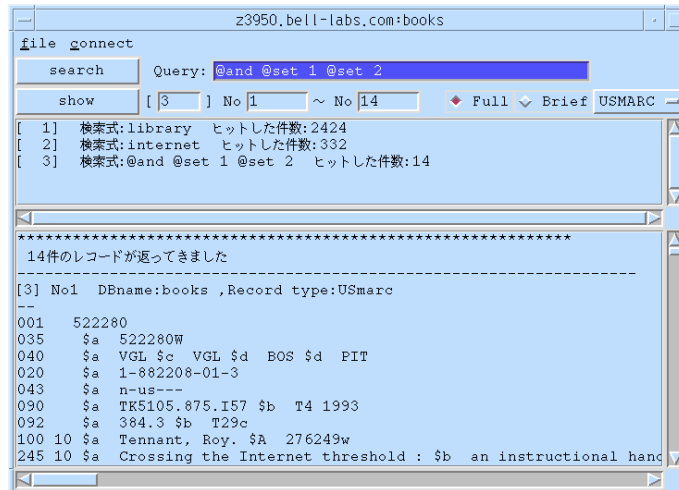 z3950.bell-labs.com:books
file connect
search Query: @and @set 1 @set 2
show [ 3 ] No 1 ~ No 14 Full Brief USMARC
[ 1] 検索式:library ヒットした件数:2424
[ 2] 検索式:internet ヒットした件数:332
[ 3] 検索式:@and @set 1 @set 2 ヒットした件数:14
************************************************************
14件のレコードが返ってきました
-------------------------------------------------------------------
[3] No1 DBname:books ,Record type:USmarc
--
001 522280
035 $a 522280W
040 $a VGL $c VGL $d BOS $d PIT
020 $a 1-882208-01-3
043 $a n-us---
090 $a TK5105.875.I57 $b T4 1993
092 $a 384.3 $b T29c
100 10 $a Tennant, Roy. $A 276249w
245 10 $a Crossing the Internet threshold : $b an instructional hand